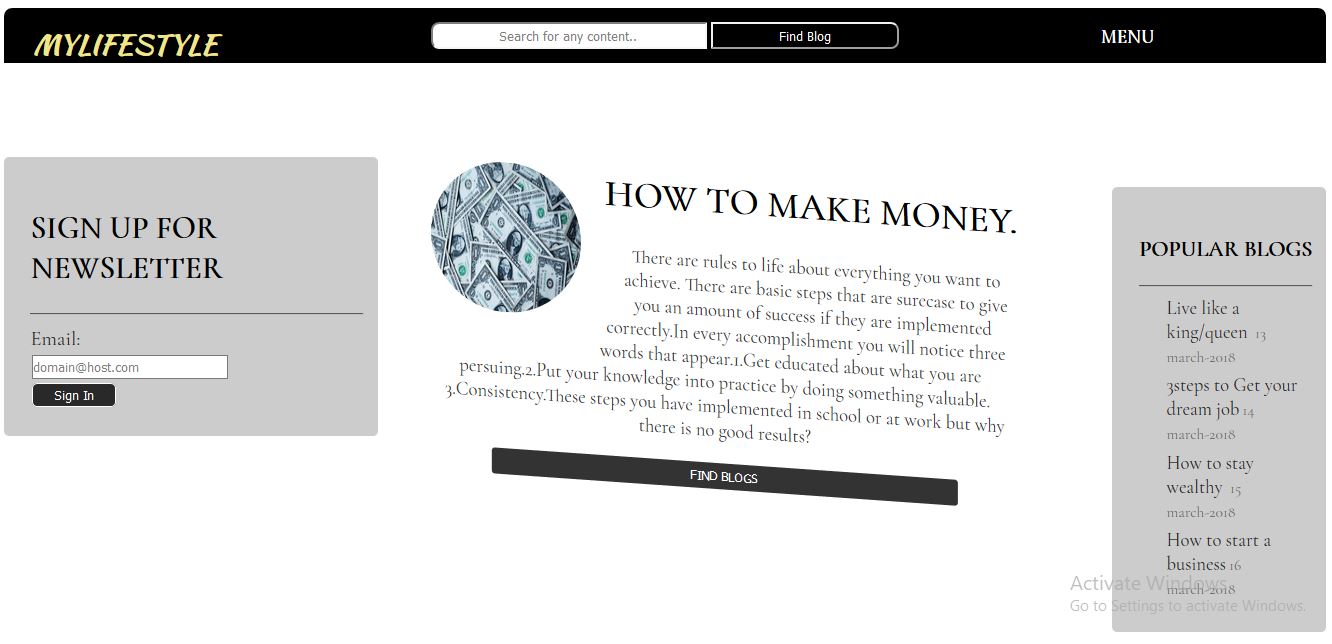 MYLIFESTYLE
Search for any content..
Find Blog
MENU
SIGN UP FOR
NEWSLETTER
Email:
domain@host.com
Sign In
HOW TO MAKE MONEY.
There are rules to life about everything you want to
achieve. There are basic steps that are surecase to give
you an amount of success if they are implemented
correctly.In every accomplishment you will notice three
words that appear.1.Get educated about what you are
persuing.2.Put your knowledge into practice by doing something valuable.
3.Consistency.These steps you have implemented in school or at work but why
there is no good results?
FIND BLOGS
POPULAR BLOGS
Live like a
king/queen 13
march-2018
3steps to Get your
dream job 14
march-2018
How to stay
wealthy 15
march-2018
How to start a
business 16
march-2018
Activate Windows
Go to Settings to activate Windows.